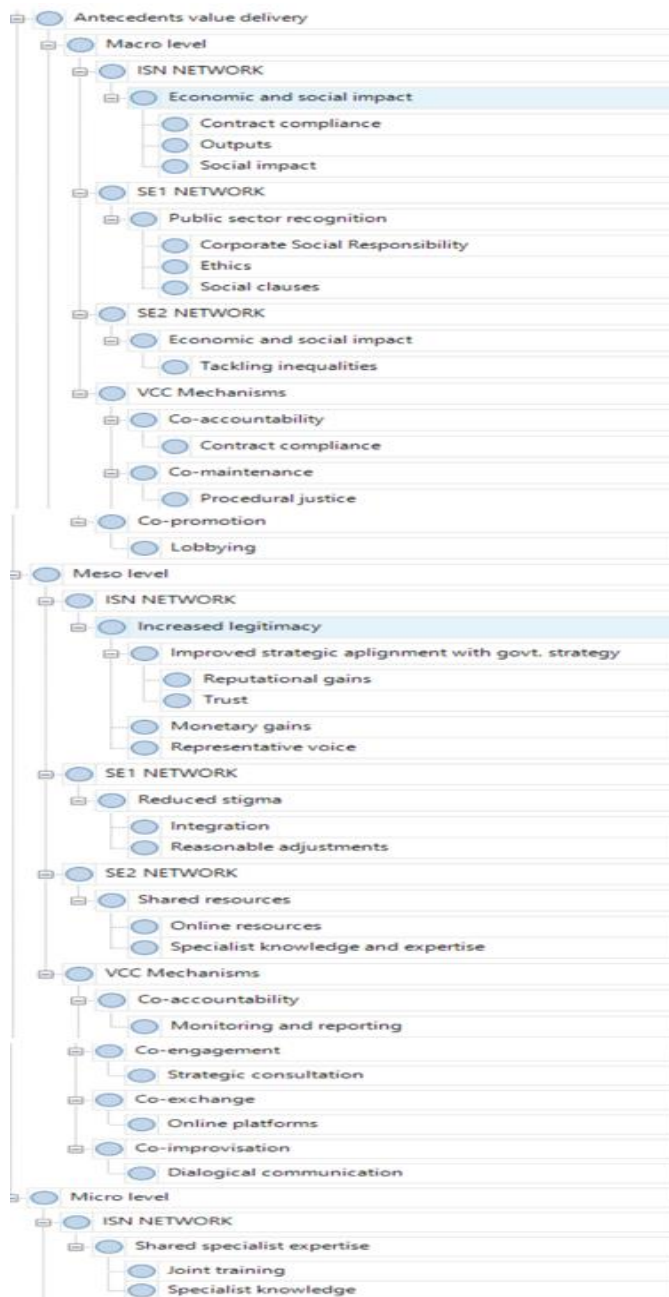 Antecedents value delivery
Macro level
ISN NETWORK
Economic and social impact
Contract compliance
Outputs
Social impact
SE1 NETWORK
Public sector recognition
Corporate Social Responsibility
Ethics
Social clauses
SE2 NETWORK
Economic and social impact
Tackling inequalities
VCC Mechanisms
Co-accountability
Contract compliance
Co-maintenance
Procedural justice
Co-promotion
Lobbying
Meso level
ISN NETWORK
Increased legitimacy
Improved strategic aplignment with govt. strategy
Reputational gains
Trust
Monetary gains
Representative voice
SE1 NETWORK
Reduced stigma
Integration
Reasonable adjustments
SE2 NETWORK
Shared resources
Online resources
Specialist knowledge and expertise
VCC Mechanisms
Co-accountability
Monitoring and reporting
Co-engagement
Strategic consultation
Co-exchange
Online platforms
Co-improvisation
Dialogical communication
Micro level
ISN NETWORK
Shared specialist expertise
Joint training
Specialist knowledge